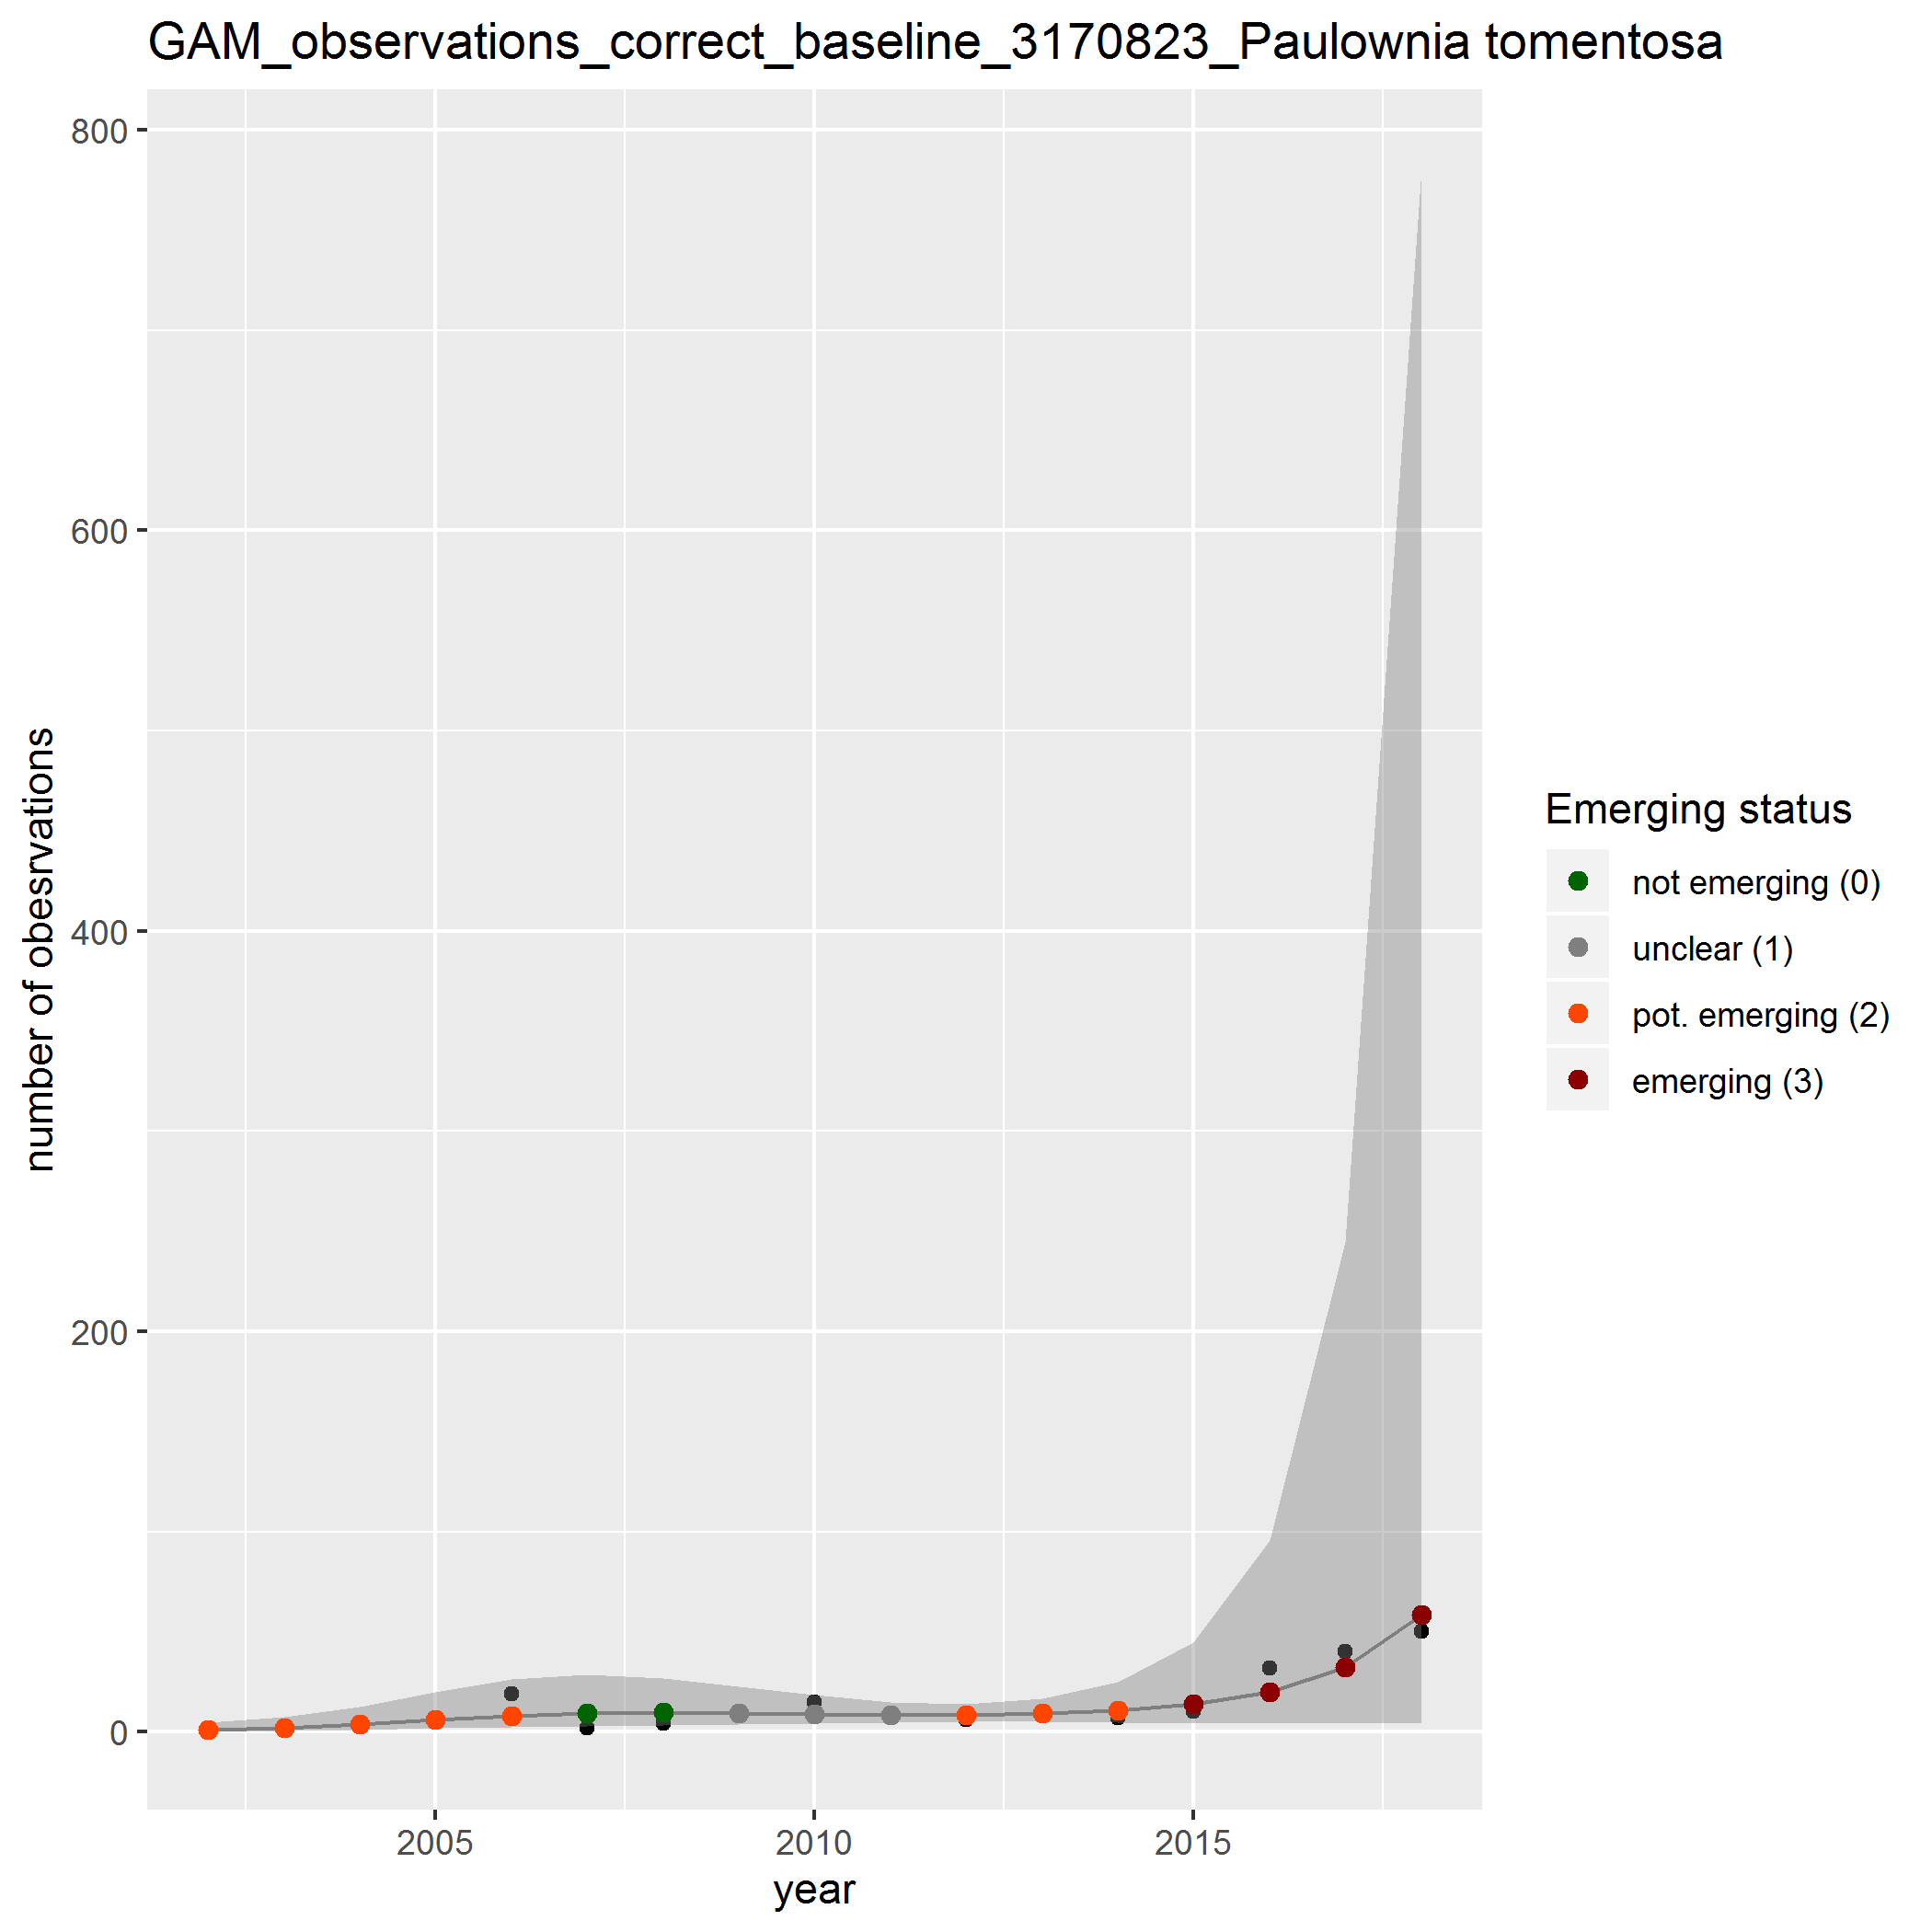 GAM_observations_correct_baseline_3170823_Paulownia tomentosa
800
600
400
200
0
number of obesrvations
2005
2010
2015
year
Emerging status
not emerging (0)
unclear (1)
pot. emerging (2)
emerging (3)